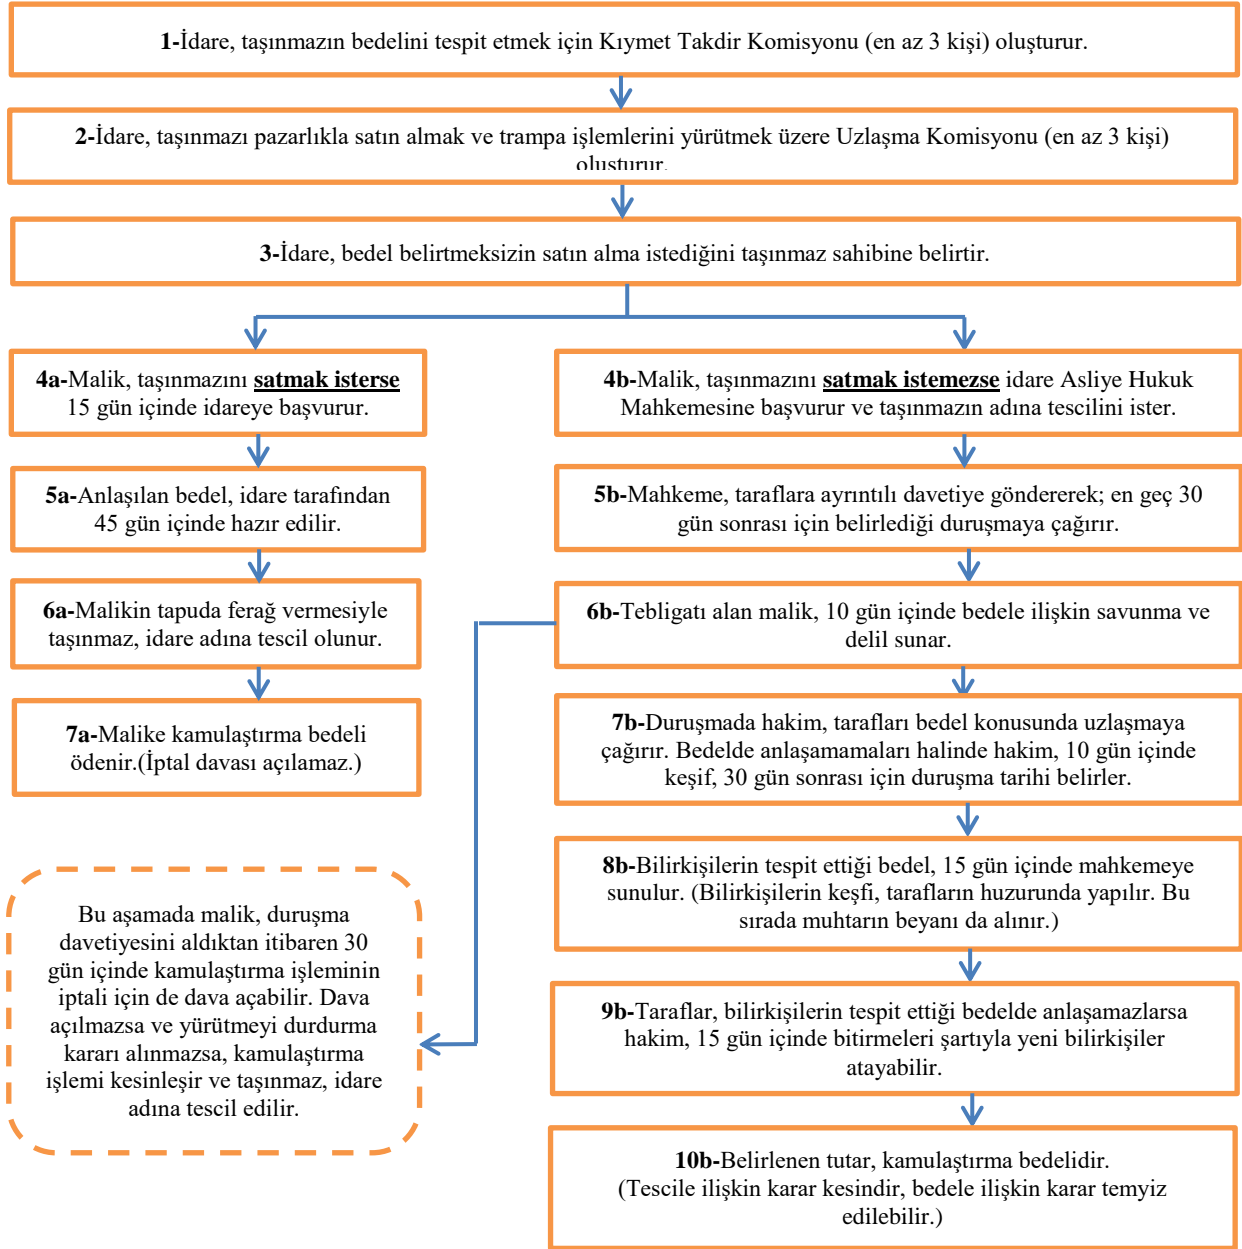 1-İdare, taşınmazın bedelini tespit etmek için Kıymet Takdir Komisyonu (en az 3 kişi) oluşturur.
2-İdare, taşınmazı pazarlıkla satın almak ve trampa işlemlerini yürütmek üzere Uzlaşma Komisyonu (en az 3 kişi)
oluşturur.
3-İdare, bedel belirtmeksizin satın alma istediğini taşınmaz sahibine belirtir.
4a-Malik, taşınmazını satmak isterse
15 gün içinde idareye başvurur.
5a-Anlaşılan bedel, idare tarafından
45 gün içinde hazır edilir.
6a-Malikin tapuda ferağ vermesiyle
taşınmaz, idare adına tescil olunur.
7a-Malike kamulaştırma bedeli
ödenir.(İptal davası açılamaz.)
4b-Malik, taşınmazını satmak istemezse idare Asliye Hukuk
Mahkemesine başvurur ve taşınmazın adına tescilini ister.
5b-Mahkeme, taraflara ayrıntılı davetiye göndererek; en geç 30
gün sonrası için belirlediği duruşmaya çağırır.
6b-Tebligatı alan malik, 10 gün içinde bedele ilişkin savunma ve
delil sunar.
Bu aşamada malik, duruşma
davetiyesini aldıktan itibaren 30
gün içinde kamulaştırma işleminin
iptali için de dava açabilir. Dava
açılmazsa ve yürütmeyi durdurma
kararı alınmazsa, kamulaştırma
işlemi kesinleşir ve taşınmaz, idare
adına tescil edilir.
7b-Duruşmada hakim, tarafları bedel konusunda uzlaşmaya
çağırır. Bedelde anlaşamamaları halinde hakim, 10 gün içinde
keşif, 30 gün sonrası için duruşma tarihi belirler.
8b-Bilirkişilerin tespit ettiği bedel, 15 gün içinde mahkemeye
sunulur. (Bilirkişilerin keşfi, tarafların huzurunda yapılır. Bu
sırada muhtarın beyanı da alınır.)
9b-Taraflar, bilirkişilerin tespit ettiği bedelde anlaşamazlarsa
hakim, 15 gün içinde bitirmeleri şartıyla yeni bilirkişiler
atayabilir.
10b-Belirlenen tutar, kamulaştırma bedelidir.
(Tescile ilişkin karar kesindir, bedele ilişkin karar temyiz
edilebilir.)